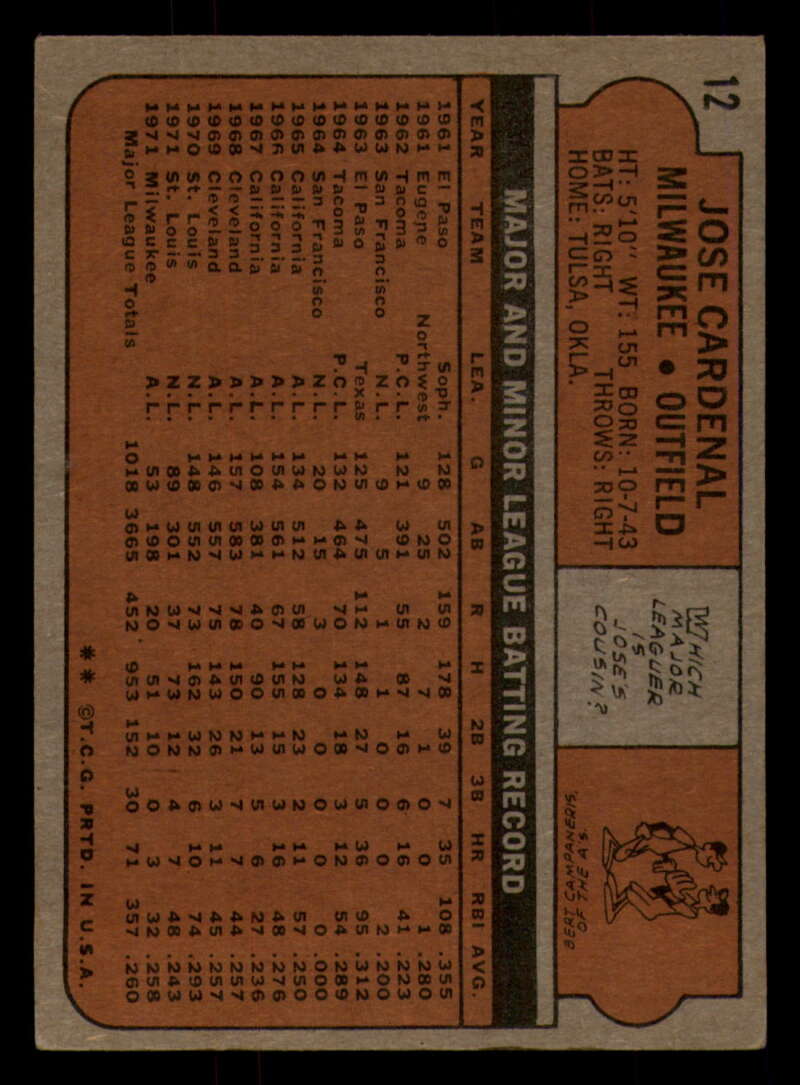 12
JOSE CARDENAL
MILWAUKEE • OUTFIELD
HT: 5'10" WT: 155 BORN: 10-7-43
BATS: RIGHT THROWS: RIGHT
HOME: TULSA, OKLA.
WHICH
MAJOR
LEAGUER
IS
JOSE'S
COUSIN?
BERT CAMPANERIS,
OF THE A'S.
MAJOR AND MINOR LEAGUE BATTING RECORD
YEAR TEAM LEA. G AB R H 2B 3B HR RBI AVG.
1961 El Paso Soph. 128 502 159 178 39 7 35 108 .355
1961 Eugene Northwest 9 25 2 7 1 0 0 1 .280
1962 Tacoma P.C.L. 121 391 55 87 16 6 16 41 .223
1963 San Francisco N.L. 9 5 1 1 0 0 0 2 .200
1963 El Paso Texas 125 475 112 148 27 5 36 95 .312
1964 Tacoma P.C.L. 132 464 70 134 18 3 12 54 .289
1964 San Francisco N.L. 20 15 3 0 0 0 0 0 .000
1965 California A.L. 134 512 58 128 23 2 11 57 .250
1966 California A.L. 154 561 67 155 15 3 16 48 .276
1967 California A.L. 108 381 40 90 13 5 6 27 .236
1968 Cleveland A.L. 157 583 78 150 21 7 7 44 .257
1969 Cleveland A.L. 146 557 75 143 26 3 11 45 .257
1970 St. Louis N.L. 148 552 73 162 32 6 10 74 .293
1971 St. Louis N.L. 89 301 37 73 12 4 7 48 .243
1971 Milwaukee A.L. 53 198 20 51 10 0 3 32 .258
Major League Totals 1018 3665 452 953 152 30 71 357 .260
** ©T.C.G. PRTD. IN U.S.A.